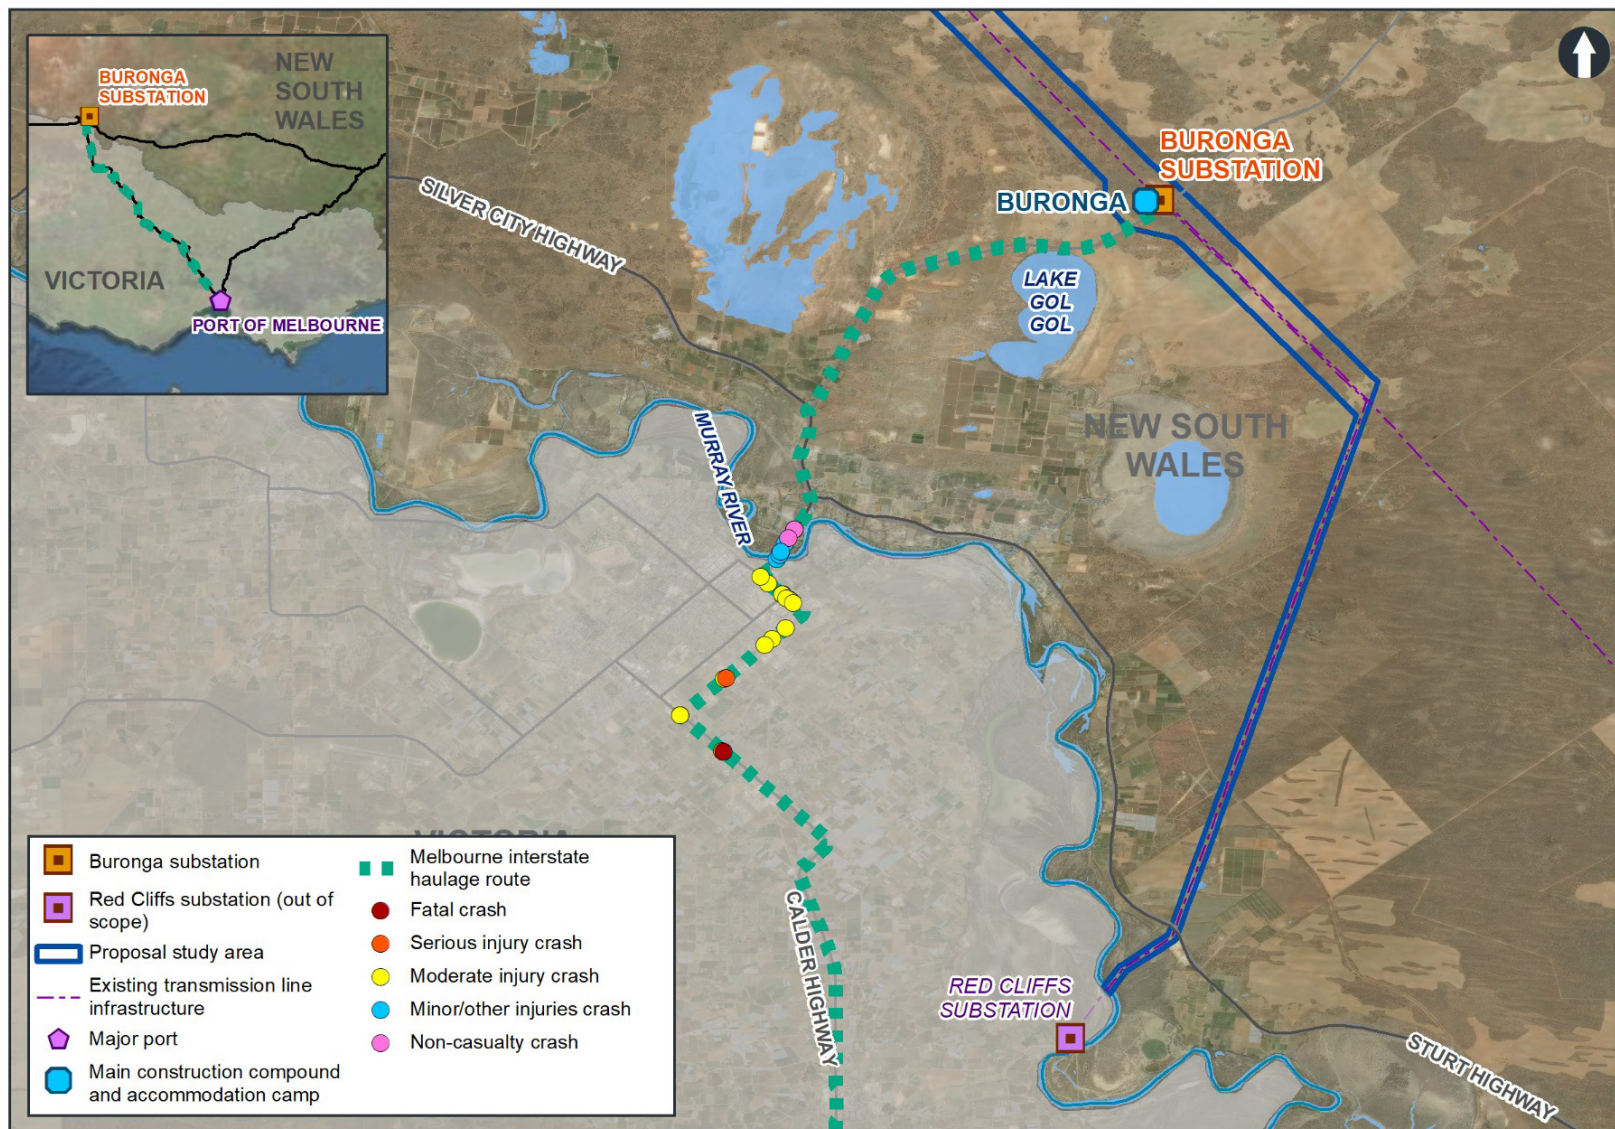 BURONGA
SUBSTATION
NEW
SOUTH
WALES
VICTORIA
PORT OF MELBOURNE
SILVER CITY HIGHWAY
BURONGA
SUBSTATION
BURONGA
LAKE
GOL
GOL
MURRAY RIVER
NEW SOUTH
WALES
VICTORIA
CALDER HIGHWAY
RED CLIFFS
SUBSTATION
STURT HIGHWAY
Buronga substation
Red Cliffs substation (out of
scope)
Proposal study area
Existing transmission line
infrastructure
Major port
Main construction compound
and accommodation camp
Melbourne interstate
haulage route
Fatal crash
Serious injury crash
Moderate injury crash
Minor/other injuries crash
Non-casualty crash